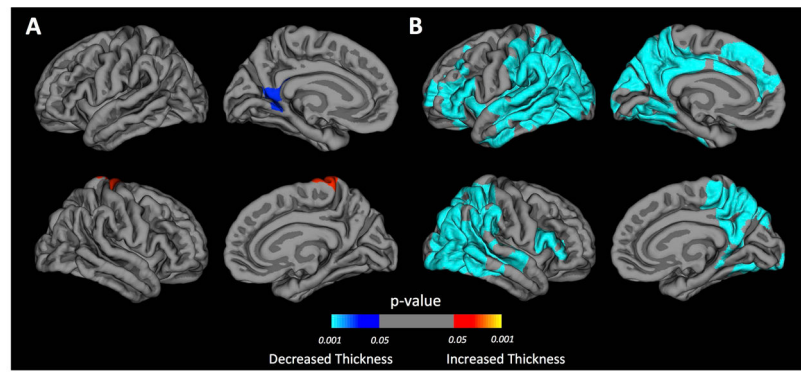 A
B
p-value
0.001 0.05 0.05 0.001
Decreased Thickness Increased Thickness